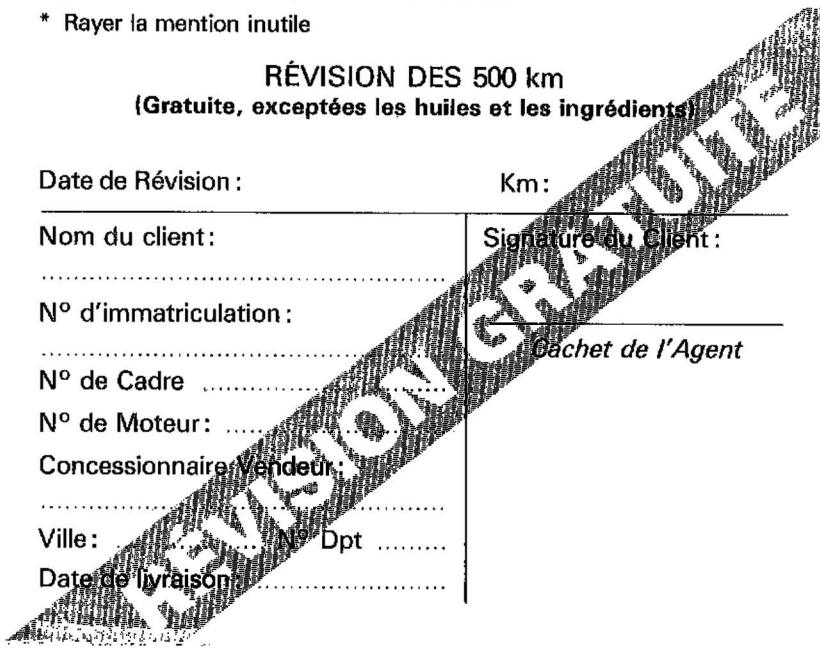 * Rayer la mention inutile
RÉVISION DES 500 km
(Gratuite, exceptées les huiles et les ingrédients)
Date de Révision :
Km :
Nom du client :
N° d'immatriculation :
N° de Cadre
N° de Moteur :
Concessionnaire Vendeur :
Ville : N° Dpt
Date de livraison :
Signature du Client :
Cachet de l'Agent
REVISION GRATUITE